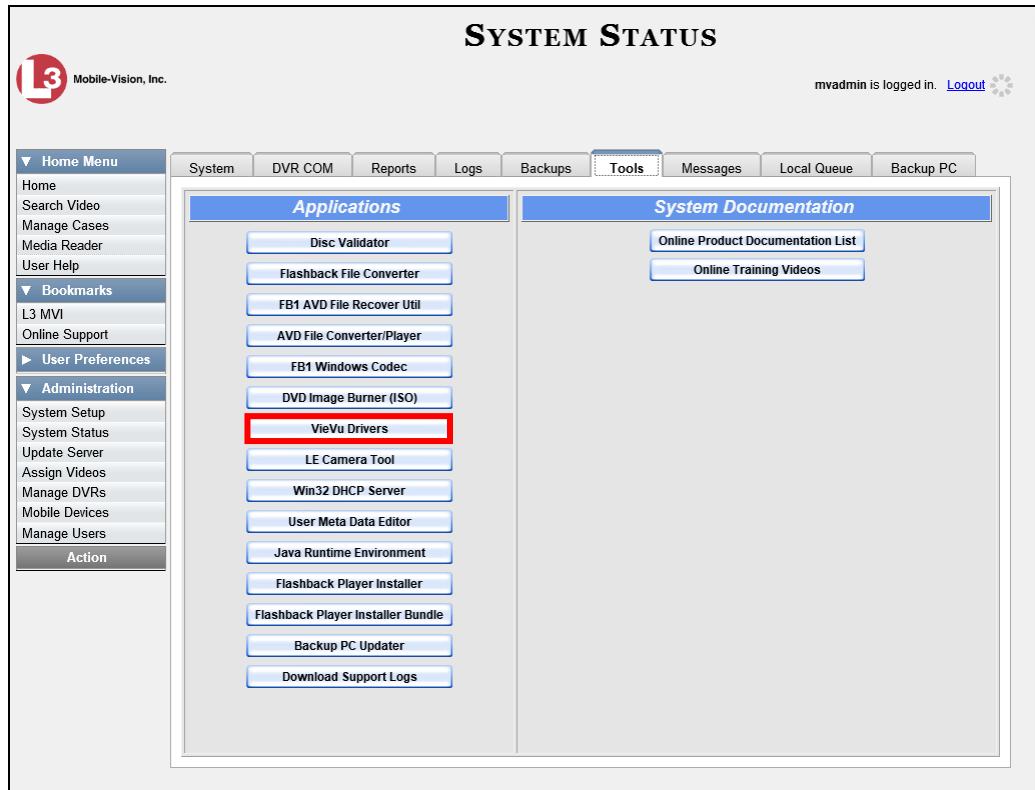 SYSTEM STATUS
L3 Mobile-Vision, Inc.
mvadmin is logged in. Logout
▼ Home Menu
Home
Search Video
Manage Cases
Media Reader
User Help
▼ Bookmarks
L3 MVI
Online Support
► User Preferences
▼ Administration
System Setup
System Status
Update Server
Assign Videos
Manage DVRs
Mobile Devices
Manage Users
Action
System DVR COM Reports Logs Backups Tools Messages Local Queue Backup PC
Applications
Disc Validator
Flashback File Converter
FB1 AVD File Recover Util
AVD File Converter/Player
FB1 Windows Codec
DVD Image Burner (ISO)
VieVu Drivers
LE Camera Tool
Win32 DHCP Server
User Meta Data Editor
Java Runtime Environment
Flashback Player Installer
Flashback Player Installer Bundle
Backup PC Updater
Download Support Logs
System Documentation
Online Product Documentation List
Online Training Videos